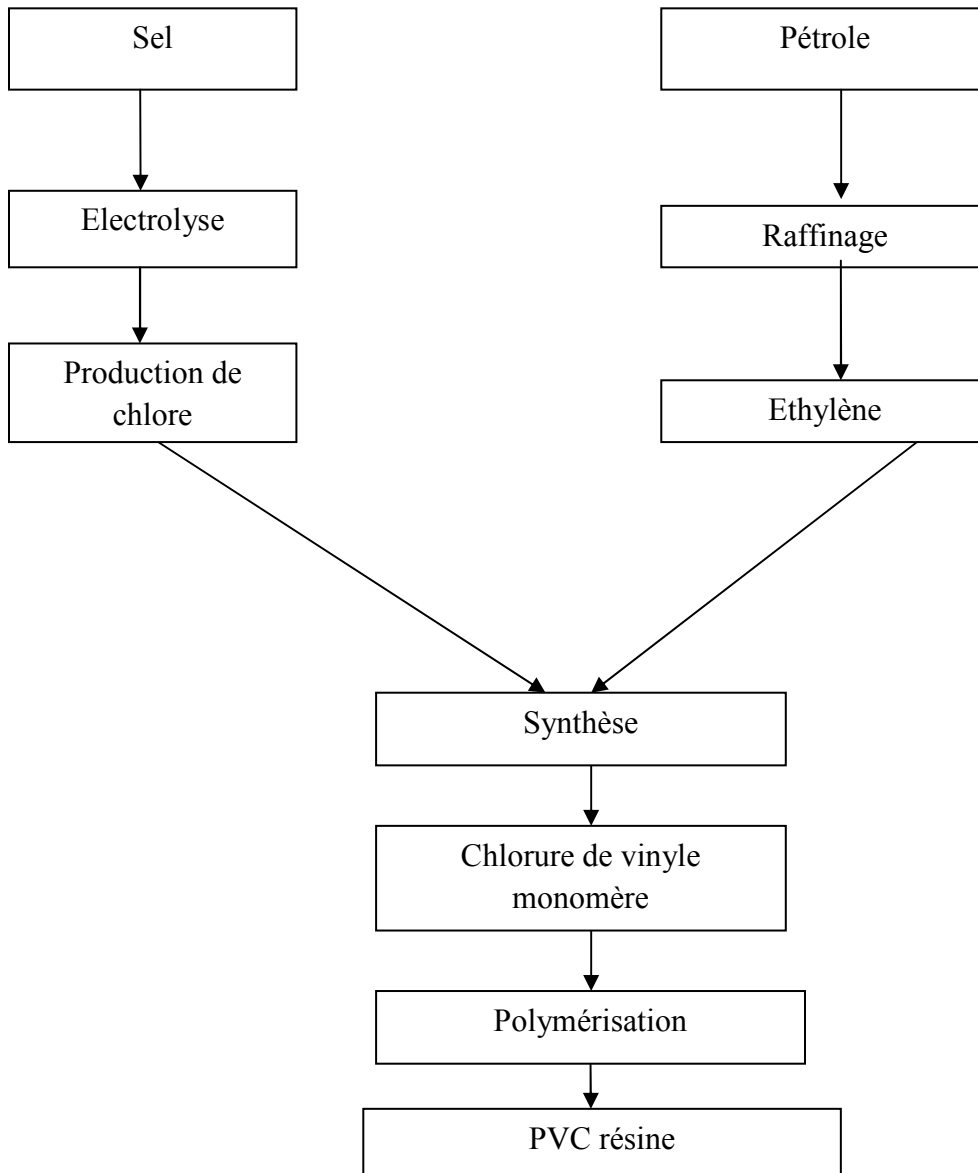 Sel
Pétrole
Electrolyse
Raffinage
Production de
chlore
Ethylène
Synthèse
Chlorure de vinyle
monomère
Polymérisation
PVC résine